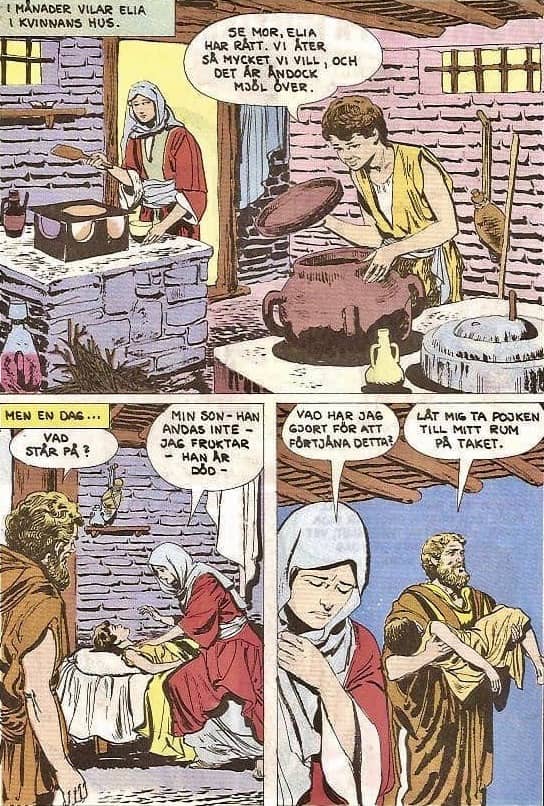 I MÅNADER VILAR ELIA
I KVINNANS HUS.
SE MOR, ELIA
HAR RÄTT. VI ÄTER
SÅ MYCKET VI VILL, OCH
DET ÄR ÄNDOCK
MJÖL ÖVER.
MEN EN DAG...
VAD
STÅR PÅ?
MIN SON - HAN
ANDAS INTE -
JAG FRUKTAR
- HAN ÄR
DÖD -
VAD HAR JAG
GJORT FÖR ATT
FÖRTJÄNA DETTA?
LÅT MIG TA POJKEN
TILL MITT RUM
PÅ TAKET.